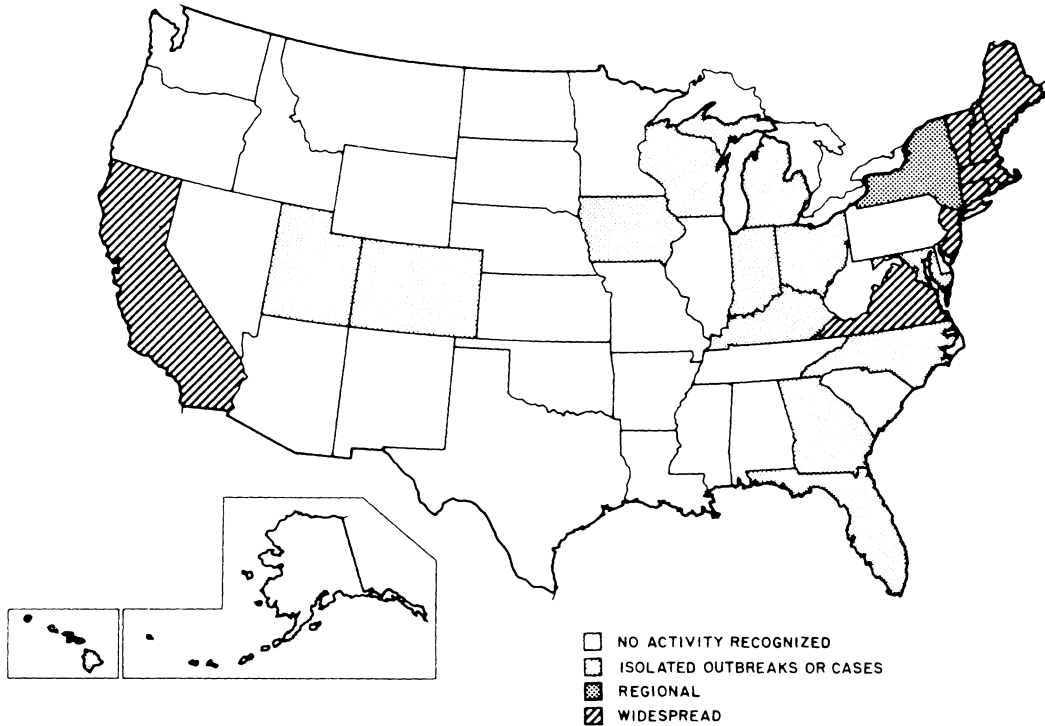 NO ACTIVITY RECOGNIZED
ISOLATED OUTBREAKS OR CASES
REGIONAL
WIDESPREAD